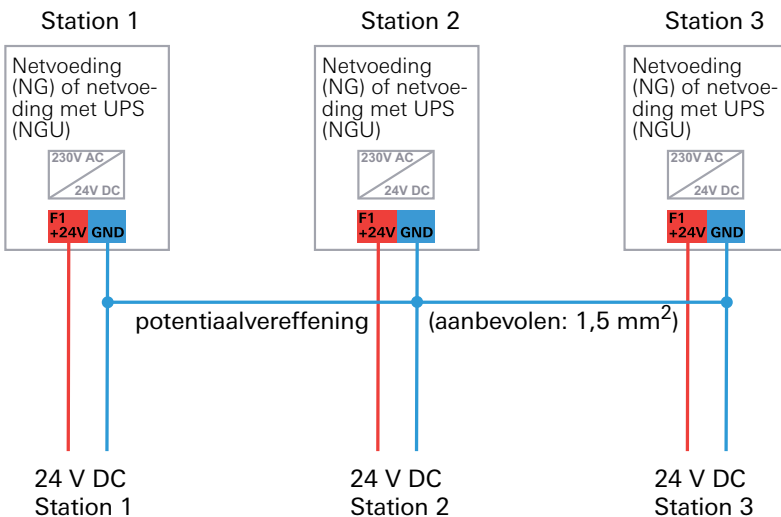 Station 1
Netvoeding
(NG) of netvoe-
ding met UPS
(NGU)
230V AC
24V DC
F1
+24V GND
Station 2
Netvoeding
(NG) of netvoe-
ding met UPS
(NGU)
230V AC
24V DC
F1
+24V GND
Station 3
Netvoeding
(NG) of netvoe-
ding met UPS
(NGU)
230V AC
24V DC
F1
+24V GND
potentiaalvereffening (aanbevolen: 1,5 mm²)
24 V DC
Station 1
24 V DC
Station 2
24 V DC
Station 3